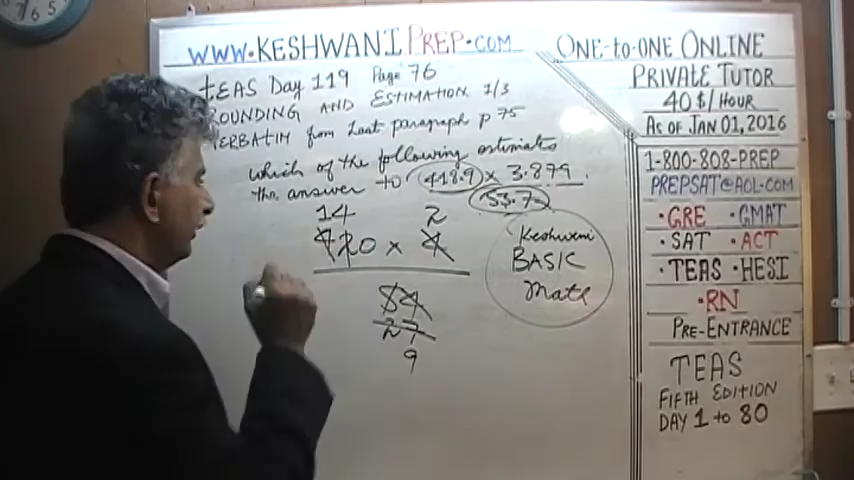 WWW.KESHWANIPREP.COM
TEAS Day 119 Page 76
ROUNDING AND ESTIMATION 1/3
VERBATIM from Last paragraph p 75
which of the following estimates
the answer to 418.9 × 3.879
53.7
14 2
420 × 4
84
27
9
Keshwani
BASIC
Math
ONE-TO-ONE ONLINE
PRIVATE TUTOR
40 $/HOUR
AS OF JAN 01, 2016
1-800-808-PREP
PREPSAT@AOL.COM
• GRE • GMAT
• SAT • ACT
• TEAS • HESI
• RN
PRE-ENTRANCE
TEAS
FIFTH EDITION
DAY 1 to 80
7 6 5